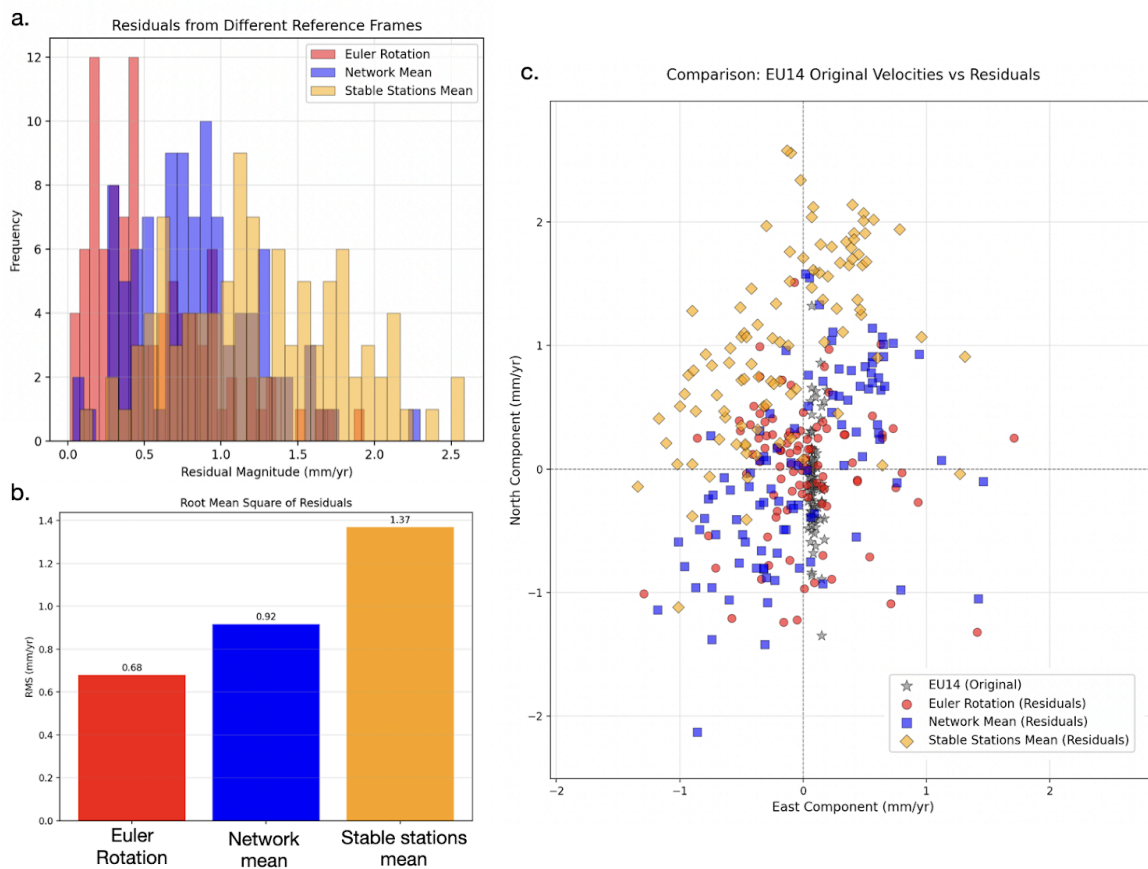 a.
Residuals from Different Reference Frames
Euler Rotation
Network Mean
Stable Stations Mean
12
10
8
6
4
2
0
Frequency
0.0 0.5 1.0 1.5 2.0 2.5
Residual Magnitude (mm/yr)
b.
Root Mean Square of Residuals
1.4
1.2
1.0
0.8
0.6
0.4
0.2
0.0
RMS (mm/yr)
0.68
0.92
1.37
Euler
Rotation
Network
mean
Stable stations
mean
c.
Comparison: EU14 Original Velocities vs Residuals
2
1
0
−1
−2
North Component (mm/yr)
EU14 (Original)
Euler Rotation (Residuals)
Network Mean (Residuals)
Stable Stations Mean (Residuals)
−2 −1 0 1 2
East Component (mm/yr)